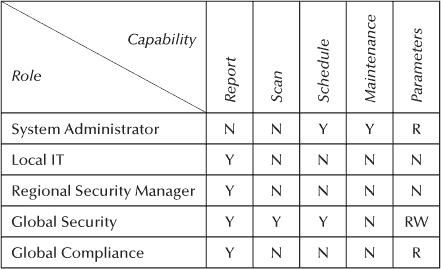 Capability
Role
Report Scan Schedule Maintenance Parameters
System Administrator N N Y Y R
Local IT Y N N N N
Regional Security Manager Y N N N N
Global Security Y Y Y N RW
Global Compliance Y N N N R